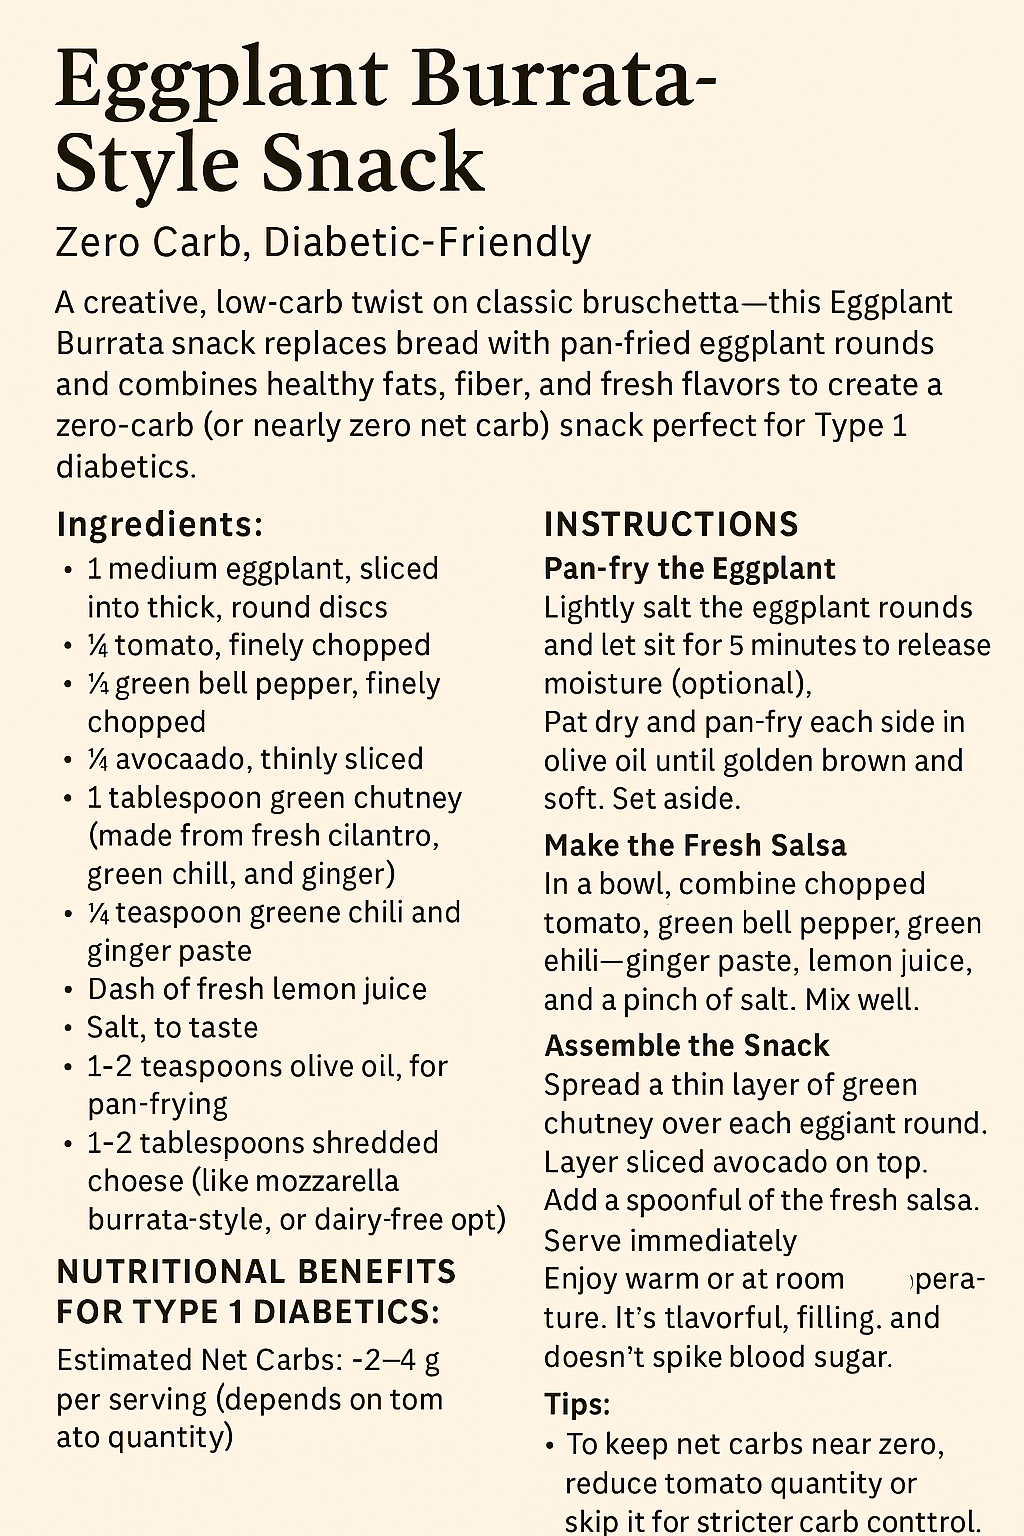 Eggplant Burrata-
Style Snack
Zero Carb, Diabetic-Friendly
A creative, low-carb twist on classic bruschetta—this Eggplant
Burrata snack replaces bread with pan-fried eggplant rounds
and combines healthy fats, fiber, and fresh flavors to create a
zero-carb (or nearly zero net carb) snack perfect for Type 1
diabetics.
Ingredients:
• 1 medium eggplant, sliced
into thick, round discs
• ¼ tomato, finely chopped
• ¼ green bell pepper, finely
chopped
• ¼ avocaado, thinly sliced
• 1 tablespoon green chutney
(made from fresh cilantro,
green chill, and ginger)
• ¼ teaspoon greene chili and
ginger paste
• Dash of fresh lemon juice
• Salt, to taste
• 1-2 teaspoons olive oil, for
pan-frying
• 1-2 tablespoons shredded
choese (like mozzarella
burrata-style, or dairy-free opt)
NUTRITIONAL BENEFITS
FOR TYPE 1 DIABETICS:
Estimated Net Carbs: -2–4 g
per serving (depends on tom
ato quantity)
INSTRUCTIONS
Pan-fry the Eggplant
Lightly salt the eggplant rounds
and let sit for 5 minutes to release
moisture (optional),
Pat dry and pan-fry each side in
olive oil until golden brown and
soft. Set aside.
Make the Fresh Salsa
In a bowl, combine chopped
tomato, green bell pepper, green
ehili—ginger paste, lemon juice,
and a pinch of salt. Mix well.
Assemble the Snack
Spread a thin layer of green
chutney over each eggiant round.
Layer sliced avocado on top.
Add a spoonful of the fresh salsa.
Serve immediately
Enjoy warm or at room pera-
ture. It's tlavorful, filling. and
doesn't spike blood sugar.
Tips:
• To keep net carbs near zero,
reduce tomato quantity or
skip it for stricter carb conttrol.